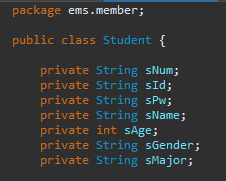 package ems.member;
public class Student {
private String sNum;
private String sId;
private String sPw;
private String sName;
private int sAge;
private String sGender;
private String sMajor;